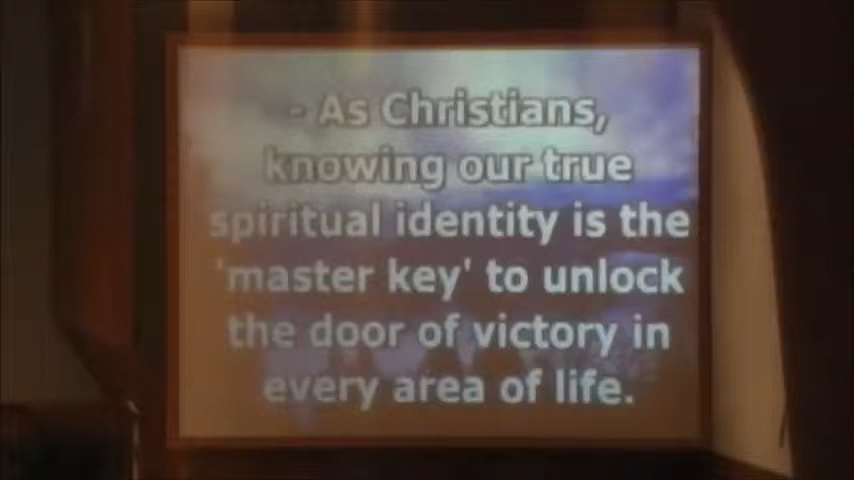 - As Christians,
knowing our true
spiritual identity is the
'master key' to unlock
the door of victory in
every area of life.